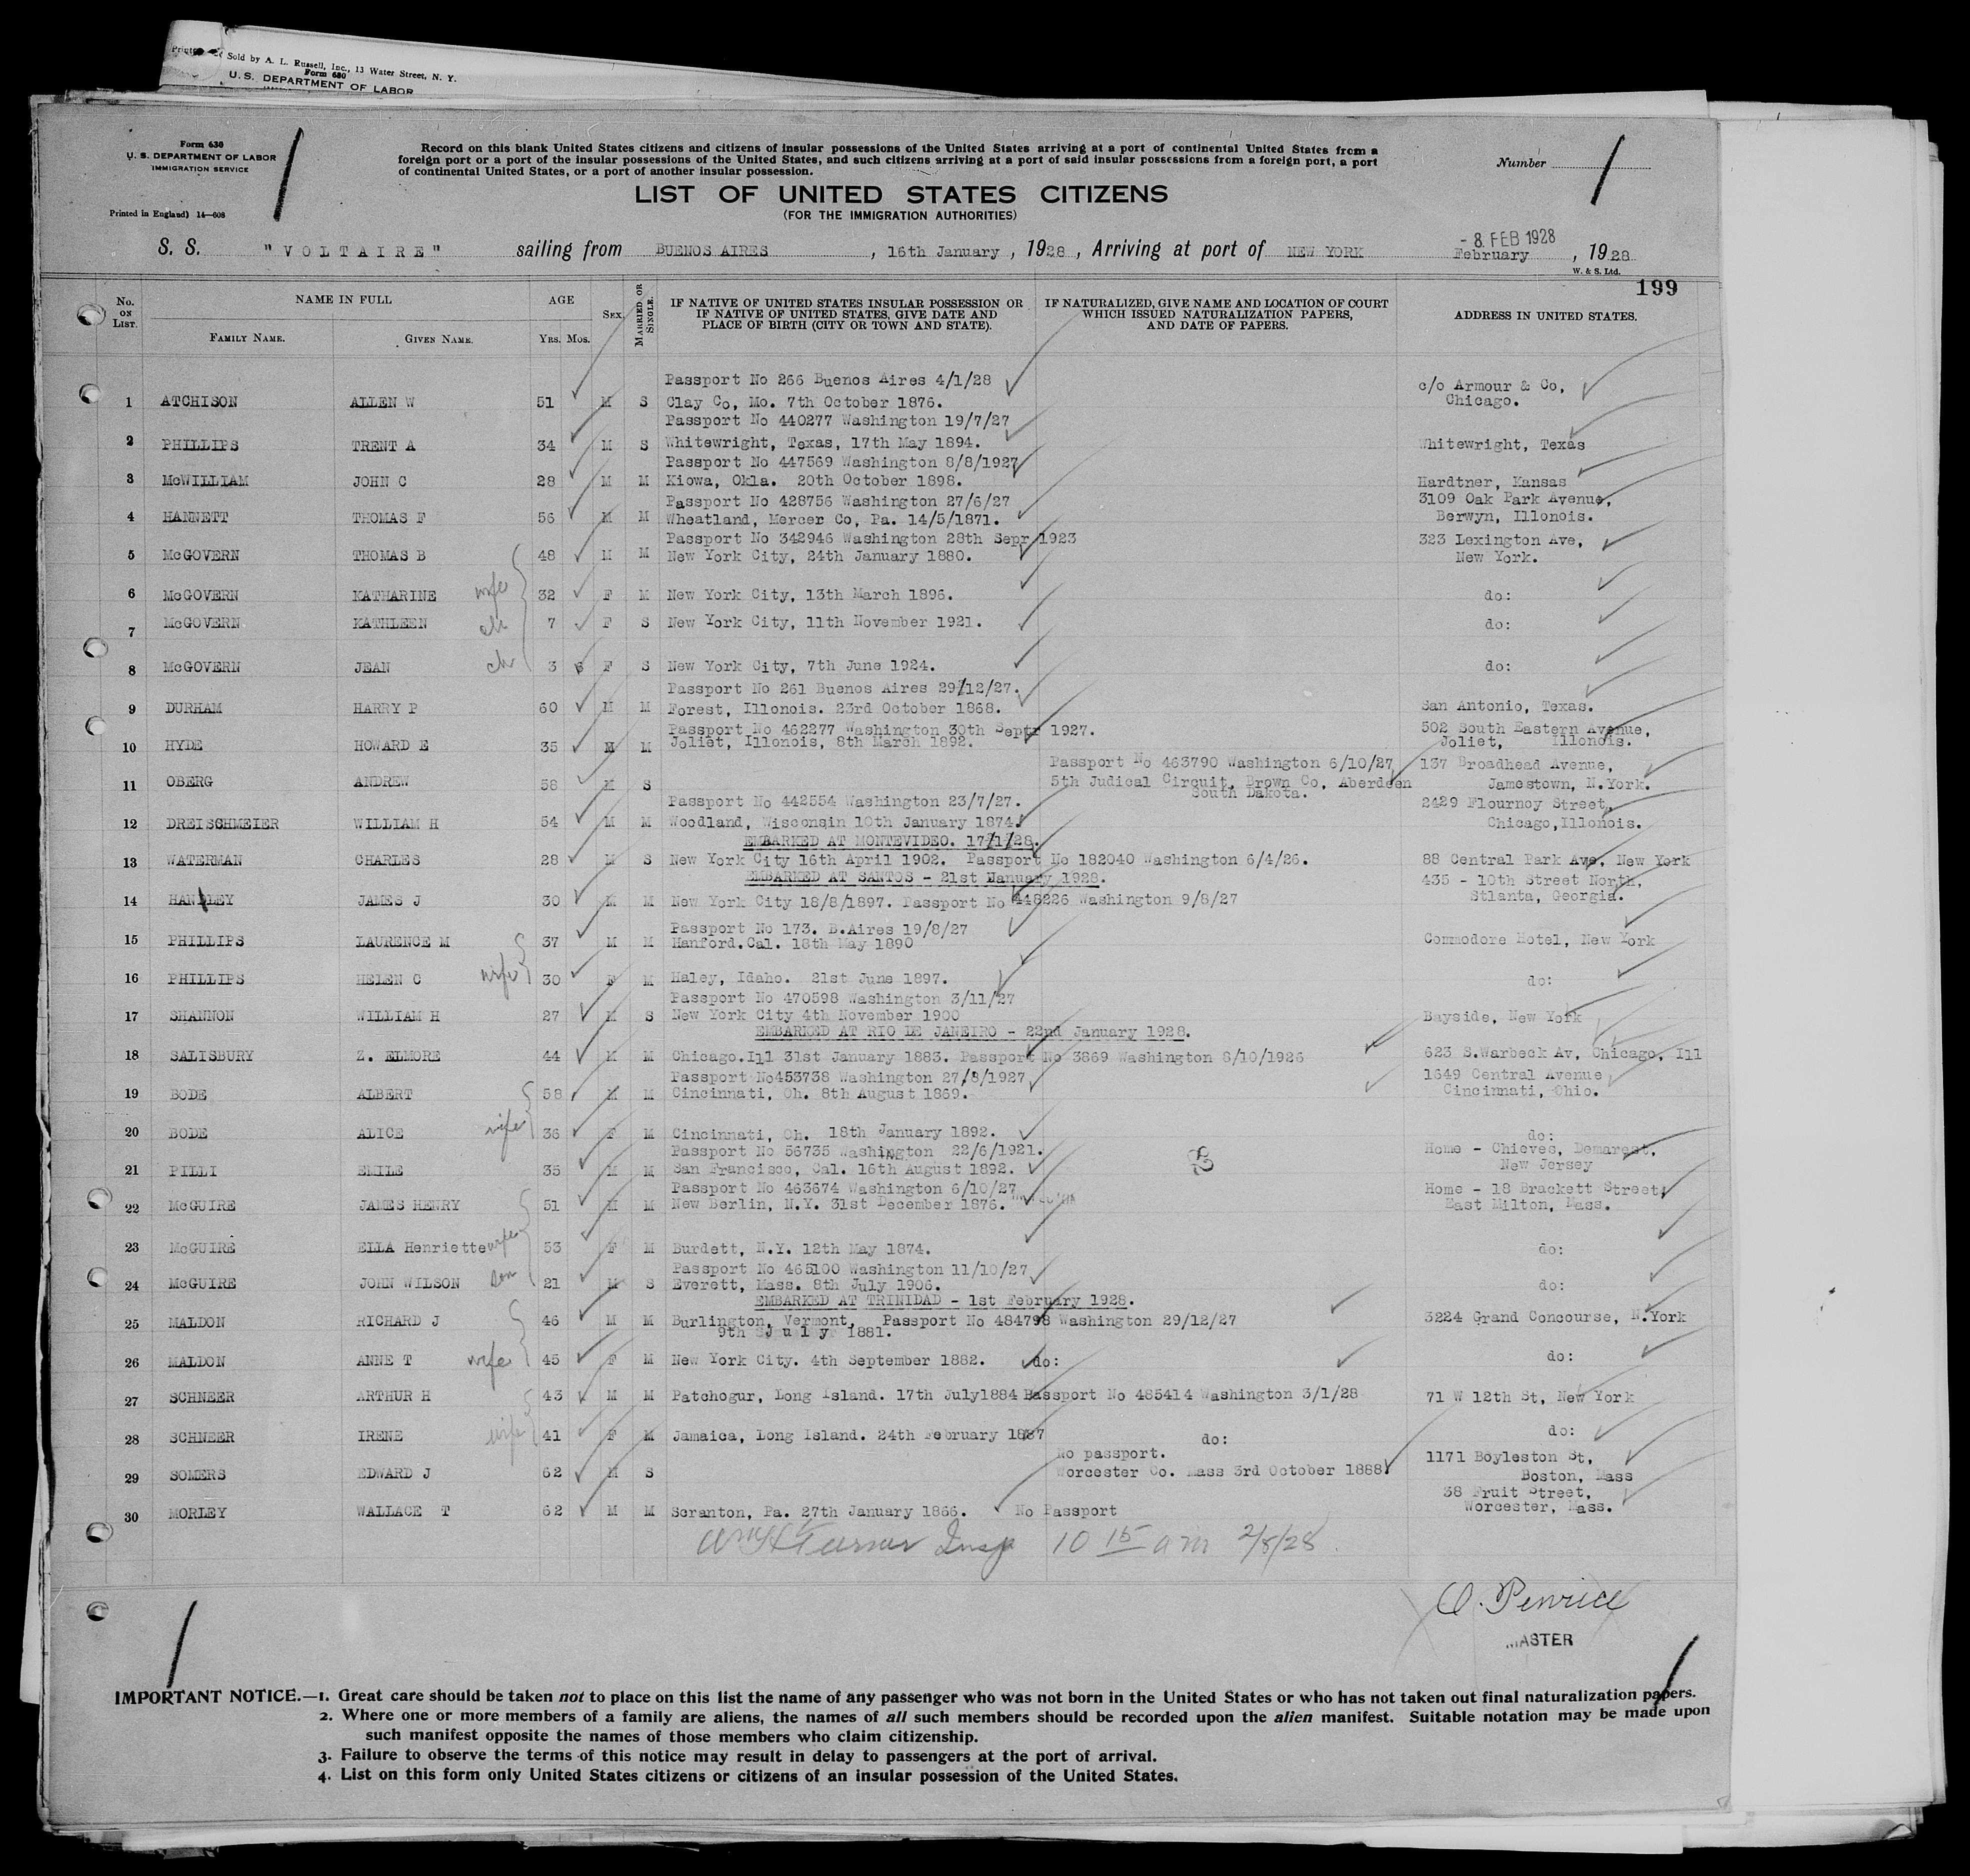 Sold by A. L. Russell, Inc., 13 Water Street, N. Y.
Form 680
U. S. DEPARTMENT OF LABOR
Form 630
U. S. DEPARTMENT OF LABOR
IMMIGRATION SERVICE
Printed in England) 14—608
Record on this blank United States citizens and citizens of insular possessions of the United States arriving at a port of continental United States from a
foreign port or a port of the insular possessions of the United States, and such citizens arriving at a port of said insular possessions from a foreign port, a port
of continental United States, or a port of another insular possession.
Number
LIST OF UNITED STATES CITIZENS
(FOR THE IMMIGRATION AUTHORITIES)
- 8. FEB 1928
S. S. "VOLTAIRE" sailing from BUENOS AIRES, 16th January, 1928, Arriving at port of NEW YORK February, 1928
W. & S. Ltd.
199
No. ON LIST. NAME IN FULL AGE SEX. MARRIED OR SINGLE. IF NATIVE OF UNITED STATES INSULAR POSSESSION OR IF NATIVE OF UNITED STATES, GIVE DATE AND PLACE OF BIRTH (CITY OR TOWN AND STATE). IF NATURALIZED, GIVE NAME AND LOCATION OF COURT WHICH ISSUED NATURALIZATION PAPERS, AND DATE OF PAPERS. ADDRESS IN UNITED STATES.
FAMILY NAME. GIVEN NAME. YRS. MOS.
Passport No 266 Buenos Aires 4/1/28 c/o Armour & Co,
1 ATCHISON ALLEN W 51 M S Clay Co, Mo. 7th October 1876. Chicago.
Passport No 440277 Washington 19/7/27
2 PHILLIPS TRENT A 34 M S Whitewright, Texas, 17th May 1894. Whitewright, Texas
Passport No 447569 Washington 8/8/1927
3 McWILLIAM JOHN C 28 M M Kiowa, Okla. 20th October 1898. Hardtner, Kansas
Passport No 428756 Washington 27/6/27 3109 Oak Park Avenue,
4 HANNETT THOMAS F 56 M M Wheatland, Mercer Co, Pa. 14/5/1871. Berwyn, Illonois.
Passport No 342946 Washington 28th Sepr 1923 323 Lexington Ave,
5 McGOVERN THOMAS B 48 M M New York City, 24th January 1880. New York.
6 McGOVERN KATHARINE wife 32 F M New York City, 13th March 1896. do:
7 McGOVERN KATHLEEN ch 7 F S New York City, 11th November 1921. do:
8 McGOVERN JEAN ch 3 6 F S New York City, 7th June 1924. do:
Passport No 261 Buenos Aires 29/12/27.
9 DURHAM HARRY P 60 M M Forest, Illonois. 23rd October 1868. San Antonio, Texas.
Passport No 462277 Washington 30th Septr 1927. 502 South Eastern Avenue,
10 HYDE HOWARD E 35 M M Joliet, Illonois, 8th March 1892. Joliet, Illonois.
Passport No 463790 Washington 6/10/27 137 Broadhead Avenue,
11 OBERG ANDREW 58 M S 5th Judical Circuit, Brown Co, Aberdeen Jamestown, N.York.
South Dakota.
Passport No 442554 Washington 23/7/27. 2429 Flournoy Street,
12 DREISCHMEIER WILLIAM H 54 M M Woodland, Wisconsin 10th January 1874. Chicago, Illonois.
EMBARKED AT MONTEVIDEO. 17/1/28.
13 WATERMAN CHARLES 28 M S New York City 16th April 1902. Passport No 182040 Washington 6/4/26. 88 Central Park Ave, New York
EMBARKED AT SANTOS - 21st Hanuary 1928. 435 - 10th Street North,
14 HANDLEY JAMES J 30 M M New York City 18/8/1897. Passport No 448226 Washington 9/8/27 Stlanta, Georgia.
Passport No 173. B.Aires 19/8/27
15 PHILLIPS LAURENCE M 37 M M Hanford.Cal. 18th May 1890 Commodore Hotel, New York
16 PHILLIPS HELEN C wife 30 F M Haley, Idaho. 21st June 1897. do:
Passport No 470598 Washington 3/11/27
17 SHANNON WILLIAM H 27 M S New York City 4th November 1900 Bayside, New York
EMBARKED AT RIO DE JANEIRO - 22nd January 1928.
18 SALISBURY Z. ELMORE 44 M M Chicago.Ill 31st January 1883. Passport No 3869 Washington 8/10/1926 623 S.Warbeck Av, Chicago, Ill
Passport No453738 Washington 27/8/1927 1649 Central Avenue
19 BODE ALBERT 58 M M Cincinnati, Oh. 8th August 1869. Cincinnati, Ohio.
20 BODE ALICE wife 36 F M Cincinnati, Oh. 18th January 1892. do:
Passport No 56735 Washington 22/6/1921. Home - Chieves, Demarest,
21 PILLI EMILE 35 M M San Francisco, Cal. 16th August 1892. New Jersey
Passport No 463674 Washington 6/10/27 Home - 18 Brackett Street,
22 McGUIRE JAMES HENRY 51 M M New Berlin, N.Y. 31st December 1876. East Milton, Mass.
23 McGUIRE ELLA Henriette wife 53 F M Burdett, N.Y. 12th May 1874. do:
Passport No 465100 Washington 11/10/27
24 McGUIRE JOHN WILSON son 21 M S Everett, Mass. 8th July 1906. do:
EMBARKED AT TRINIDAD - 1st February 1928.
25 MALDON RICHARD J 46 M M Burlington, Vermont, Passport No 484798 Washington 29/12/27 3224 Grand Concourse, N.York
9th July 1881.
26 MALDON ANNE T wife 45 F M New York City. 4th September 1882. do: do:
27 SCHNEER ARTHUR H 43 M M Patchogur, Long Island. 17th July1884 Passport No 485414 Washington 3/1/28 71 W 12th St, New York
28 SCHNEER IRENE wife 41 F M Jamaica, Long Island. 24th February 1887 do: do:
No passport. 1171 Boyleston St,
29 SOMERS EDWARD J 62 M S Worcester Co. Mass 3rd October 1888. Boston, Mass
38 Fruit Street,
30 MORLEY WALLACE T 62 M M Scranton, Pa. 27th January 1866. No Passport Worcester, Mass.
Wm H Turner Insp 10 15 am 2/8/28.
O. Penrice
MASTER
IMPORTANT NOTICE.—1. Great care should be taken not to place on this list the name of any passenger who was not born in the United States or who has not taken out final naturalization papers.
2. Where one or more members of a family are aliens, the names of all such members should be recorded upon the alien manifest. Suitable notation may be made upon
such manifest opposite the names of those members who claim citizenship.
3. Failure to observe the terms of this notice may result in delay to passengers at the port of arrival.
4. List on this form only United States citizens or citizens of an insular possession of the United States.